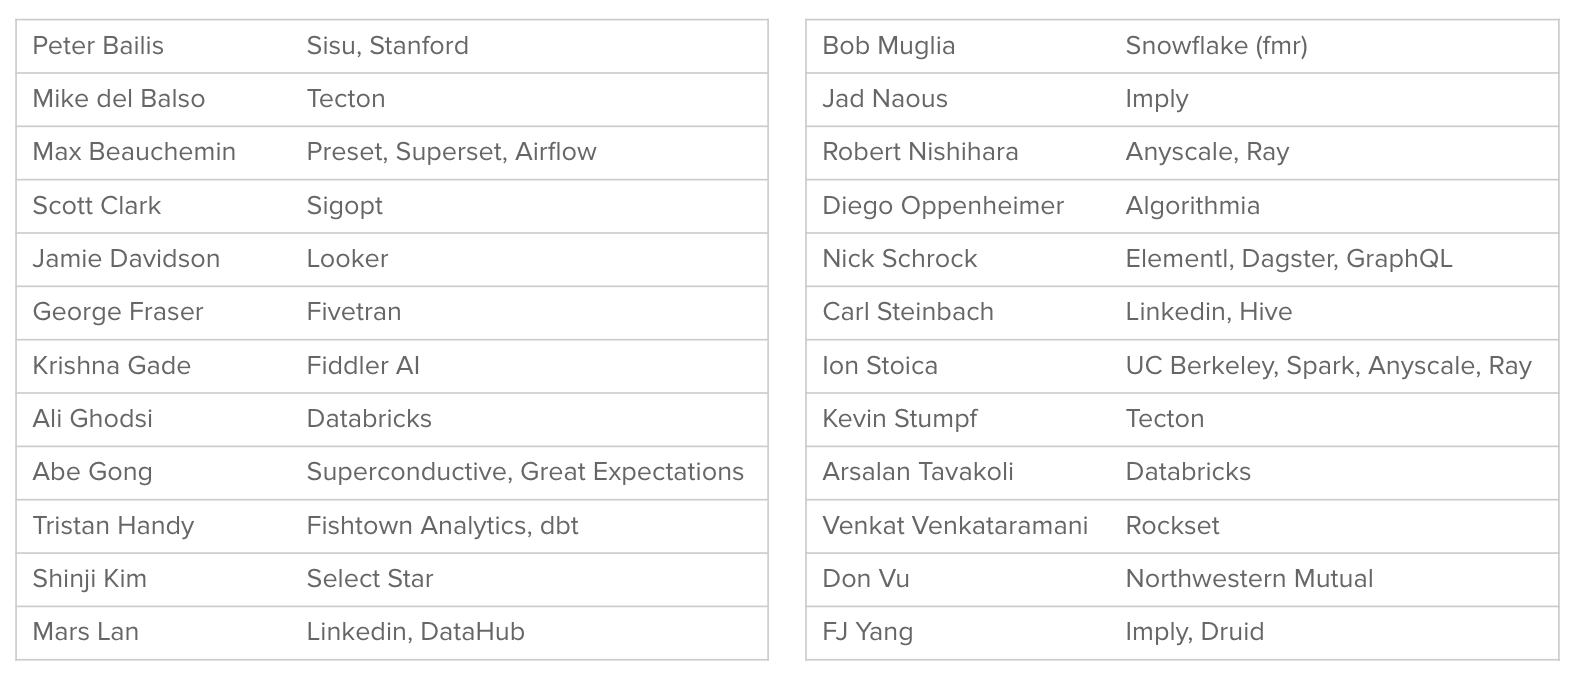 Peter Bailis Sisu, Stanford
Mike del Balso Tecton
Max Beauchemin Preset, Superset, Airflow
Scott Clark Sigopt
Jamie Davidson Looker
George Fraser Fivetran
Krishna Gade Fiddler AI
Ali Ghodsi Databricks
Abe Gong Superconductive, Great Expectations
Tristan Handy Fishtown Analytics, dbt
Shinji Kim Select Star
Mars Lan Linkedin, DataHub
Bob Muglia Snowflake (fmr)
Jad Naous Imply
Robert Nishihara Anyscale, Ray
Diego Oppenheimer Algorithmia
Nick Schrock Elementl, Dagster, GraphQL
Carl Steinbach Linkedin, Hive
Ion Stoica UC Berkeley, Spark, Anyscale, Ray
Kevin Stumpf Tecton
Arsalan Tavakoli Databricks
Venkat Venkataramani Rockset
Don Vu Northwestern Mutual
FJ Yang Imply, Druid